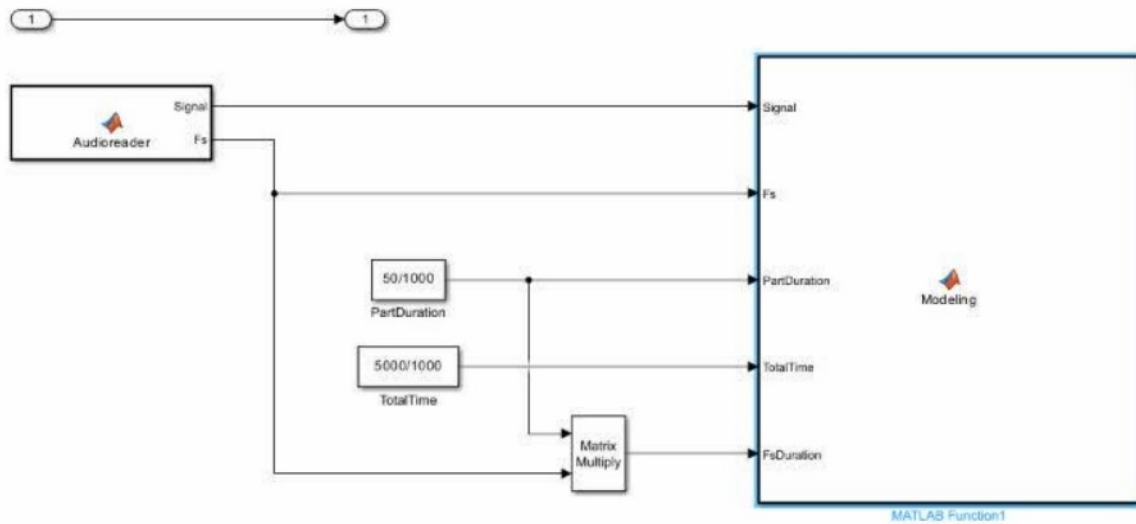 1
1
Signal
Audioreader
Fs
Signal
Fs
50/1000
PartDuration
PartDuration
Modeling
5000/1000
TotalTime
TotalTime
Matrix
Multiply
FsDuration
MATLAB Function1